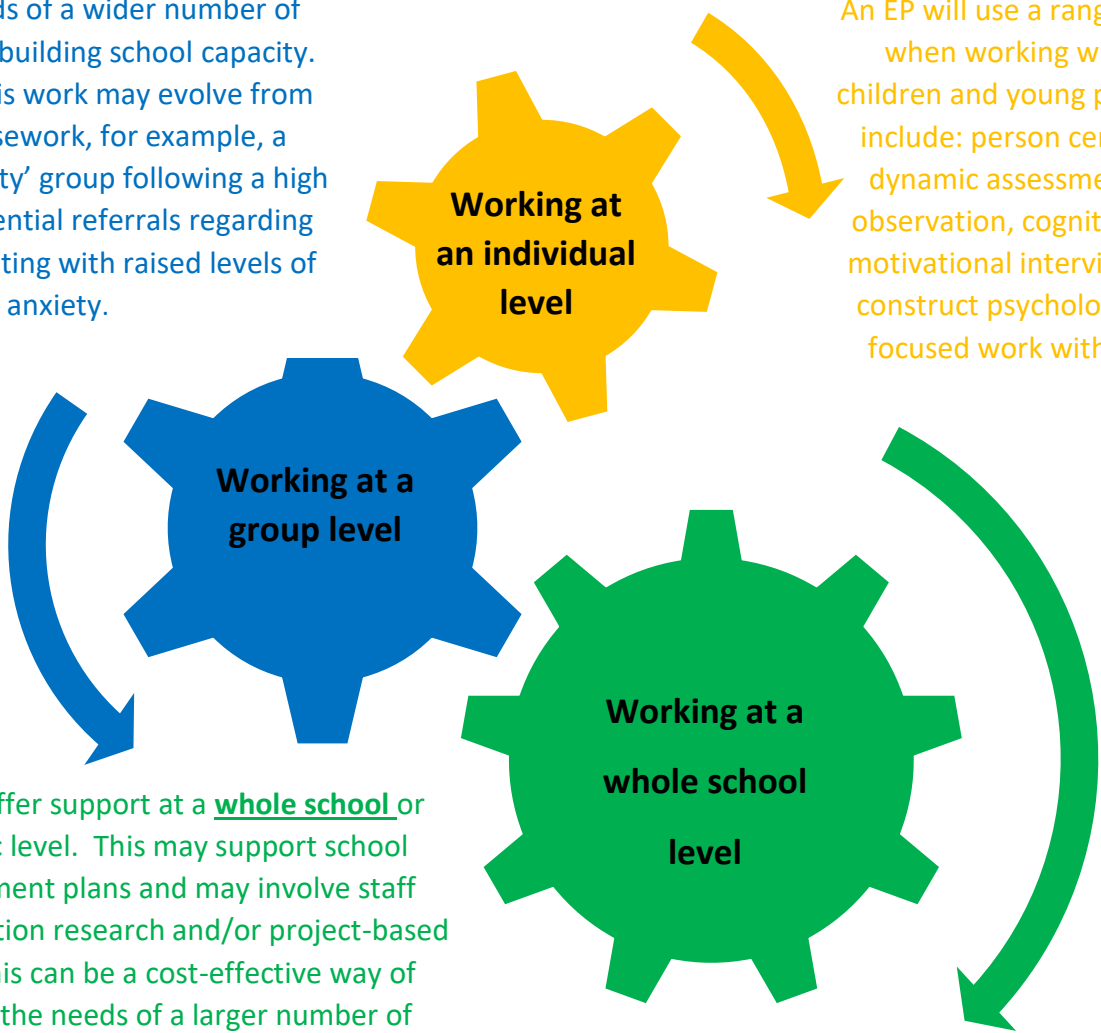 ds of a wider number of
building school capacity.
is work may evolve from
sework, for example, a
ty’ group following a high
ential referrals regarding
ting with raised levels of
anxiety.
An EP will use a rang
when working w
children and young p
include: person cer
dynamic assessme
observation, cognit
motivational intervi
construct psycholo
focused work with
Working at
an individual
level
Working at a
group level
Working at a
whole school
level
ffer support at a whole school or
c level. This may support school
ment plans and may involve staff
tion research and/or project-based
his can be a cost-effective way of
the needs of a larger number of